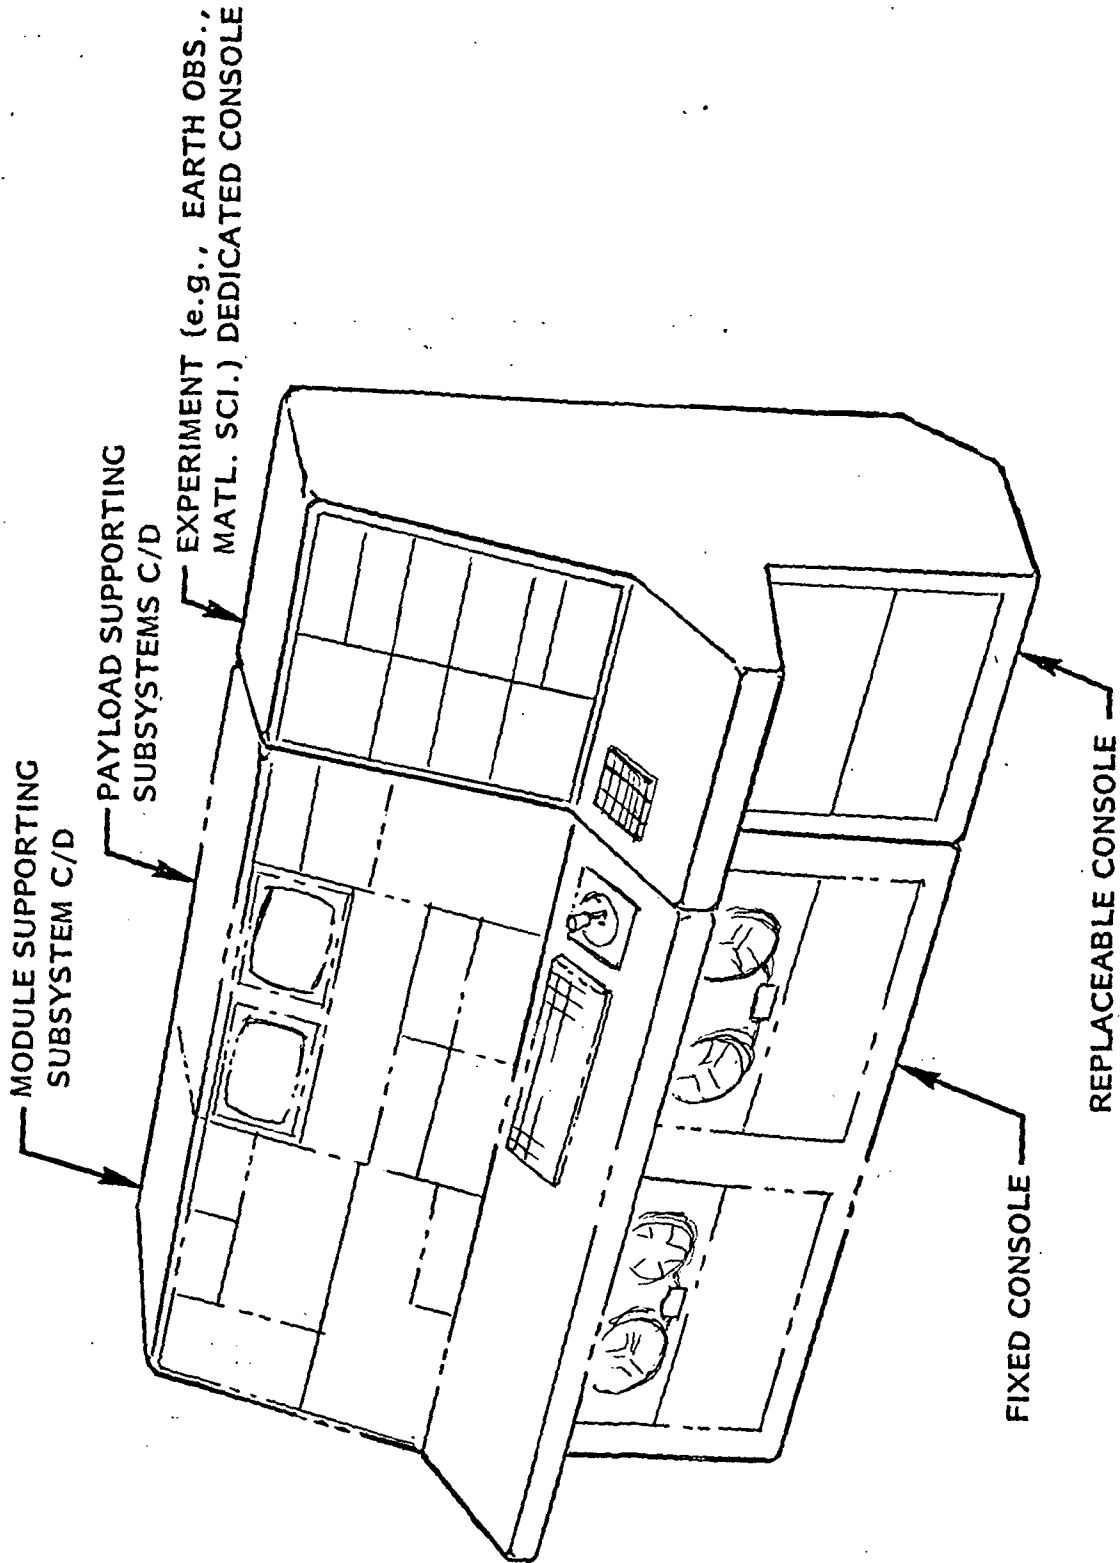 MODULE SUPPORTING
SUBSYSTEM C/D
PAYLOAD SUPPORTING
SUBSYSTEMS C/D
EXPERIMENT (e.g., EARTH OBS.,
MATL. SCI.) DEDICATED CONSOLE
FIXED CONSOLE
REPLACEABLE CONSOLE